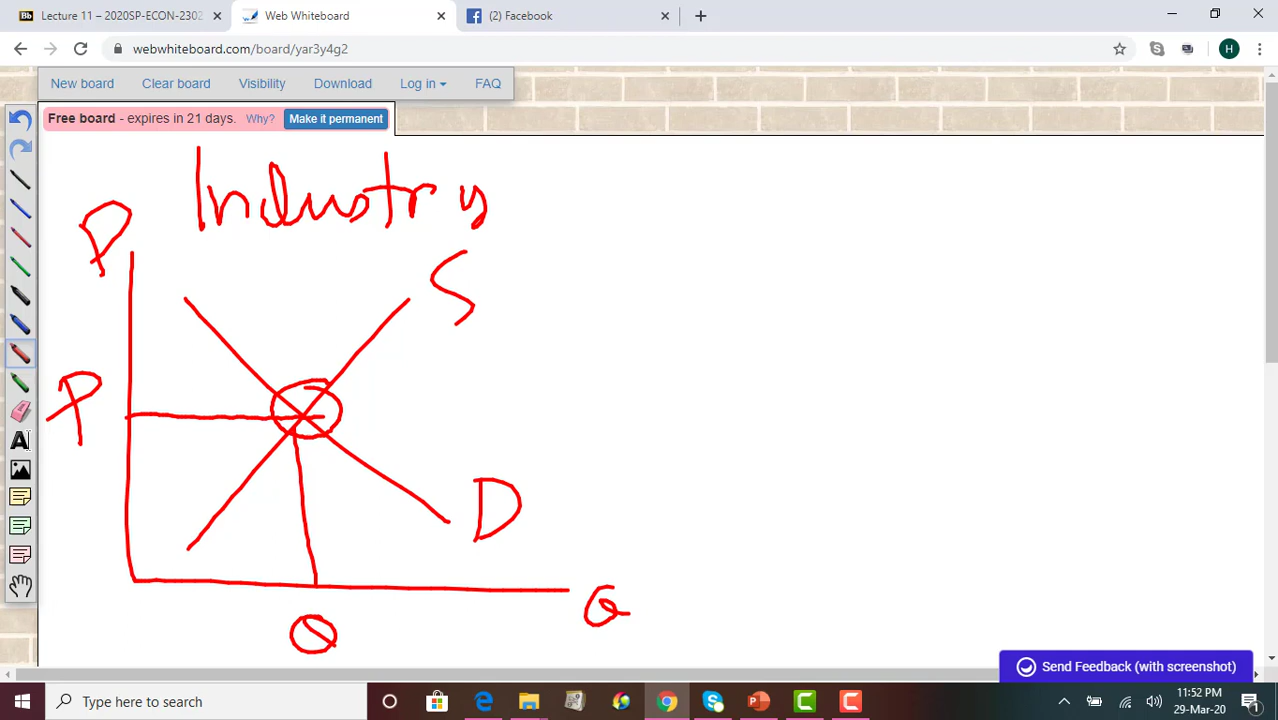 Lecture 11 – 2020SP-ECON-2302
Web Whiteboard
(2) Facebook
webwhiteboard.com/board/yar3y4g2
H
New board Clear board Visibility Download Log in FAQ
Free board - expires in 21 days. Why? Make it permanent
Industry
P
S
P
D
Q
Q
A
Send Feedback (with screenshot)
Type here to search
11:52 PM
29-Mar-20
1